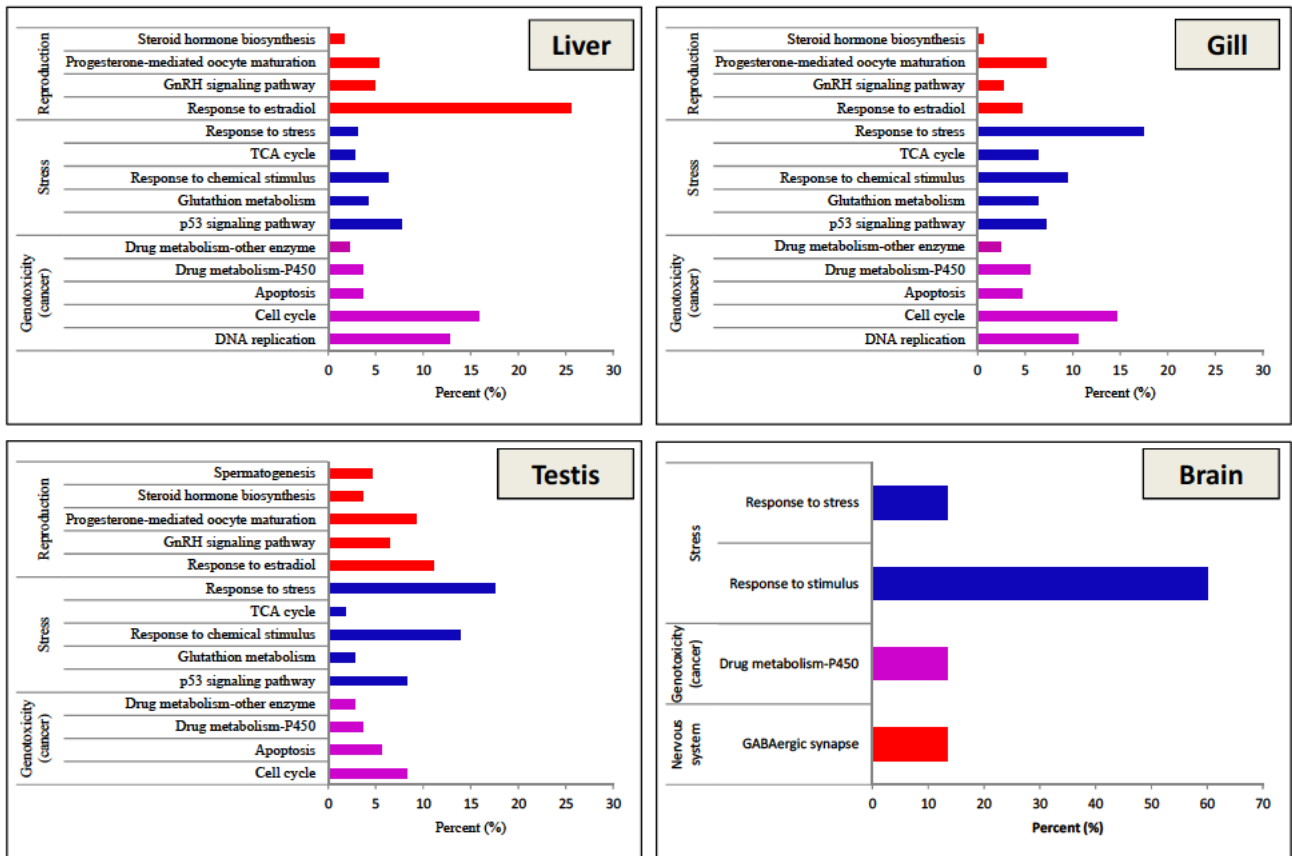 Liver
Reproduction
Steroid hormone biosynthesis
Progesterone-mediated oocyte maturation
GnRH signaling pathway
Response to estradiol
Stress
Response to stress
TCA cycle
Response to chemical stimulus
Glutathion metabolism
p53 signaling pathway
Genotoxicity
(cancer)
Drug metabolism-other enzyme
Drug metabolism-P450
Apoptosis
Cell cycle
DNA replication
0 5 10 15 20 25 30
Percent (%)
Gill
Reproduction
Steroid hormone biosynthesis
Progesterone-mediated oocyte maturation
GnRH signaling pathway
Response to estradiol
Stress
Response to stress
TCA cycle
Response to chemical stimulus
Glutathion metabolism
p53 signaling pathway
Genotoxicity
(cancer)
Drug metabolism-other enzyme
Drug metabolism-P450
Apoptosis
Cell cycle
DNA replication
0 5 10 15 20 25 30
Percent (%)
Testis
Reproduction
Spermatogenesis
Steroid hormone biosynthesis
Progesterone-mediated oocyte maturation
GnRH signaling pathway
Response to estradiol
Stress
Response to stress
TCA cycle
Response to chemical stimulus
Glutathion metabolism
p53 signaling pathway
Genotoxicity
(cancer)
Drug metabolism-other enzyme
Drug metabolism-P450
Apoptosis
Cell cycle
0 5 10 15 20 25 30
Percent (%)
Brain
Stress
Response to stress
Response to stimulus
Genotoxicity
(cancer)
Drug metabolism-P450
Nervous
system
GABAergic synapse
0 10 20 30 40 50 60 70
Percent (%)